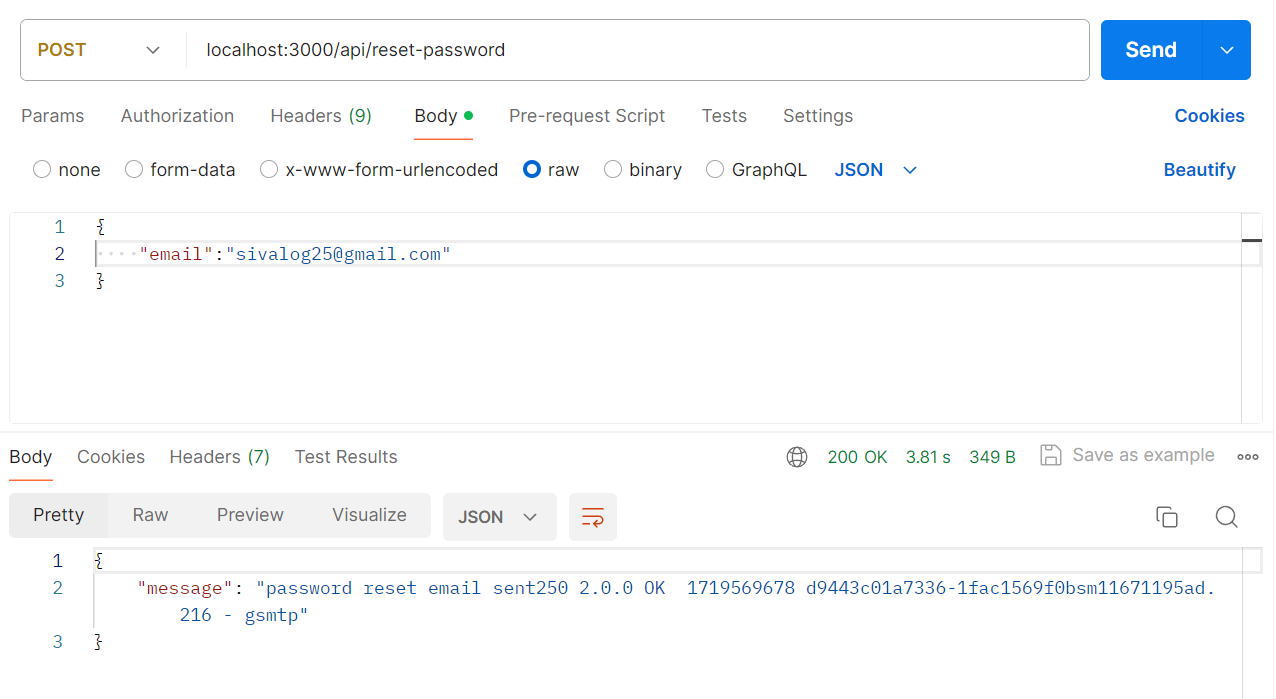 POST localhost:3000/api/reset-password Send
Params Authorization Headers (9) Body Pre-request Script Tests Settings Cookies
none form-data x-www-form-urlencoded raw binary GraphQL JSON Beautify
1 {
2 ····"email":"sivalog25@gmail.com"
3 }
Body Cookies Headers (7) Test Results 200 OK 3.81 s 349 B Save as example
Pretty Raw Preview Visualize JSON
1 {
2 "message": "password reset email sent250 2.0.0 OK  1719569678 d9443c01a7336-1fac1569f0bsm11671195ad.
216 - gsmtp"
3 }